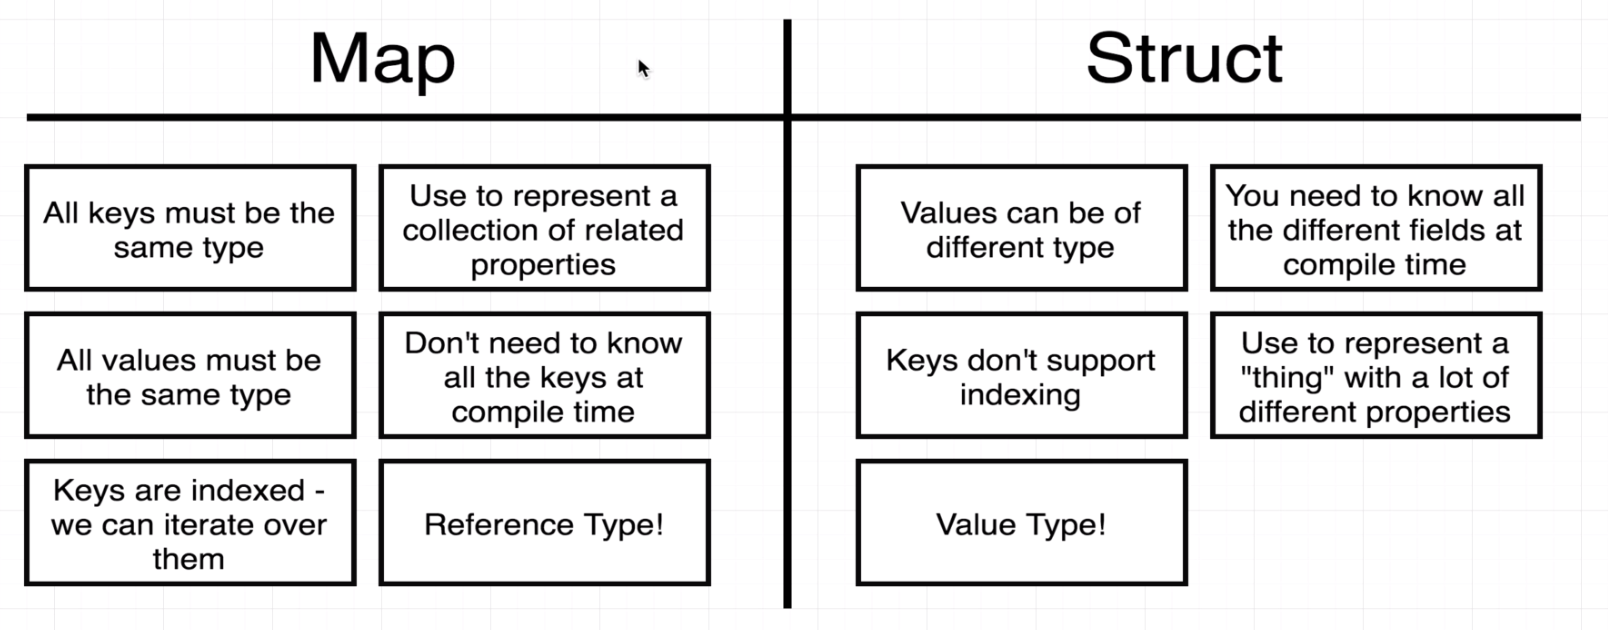 Map
Struct
All keys must be the
same type
Use to represent a
collection of related
properties
Values can be of
different type
You need to know all
the different fields at
compile time
All values must be
the same type
Don't need to know
all the keys at
compile time
Keys don't support
indexing
Use to represent a
"thing" with a lot of
different properties
Keys are indexed -
we can iterate over
them
Reference Type!
Value Type!